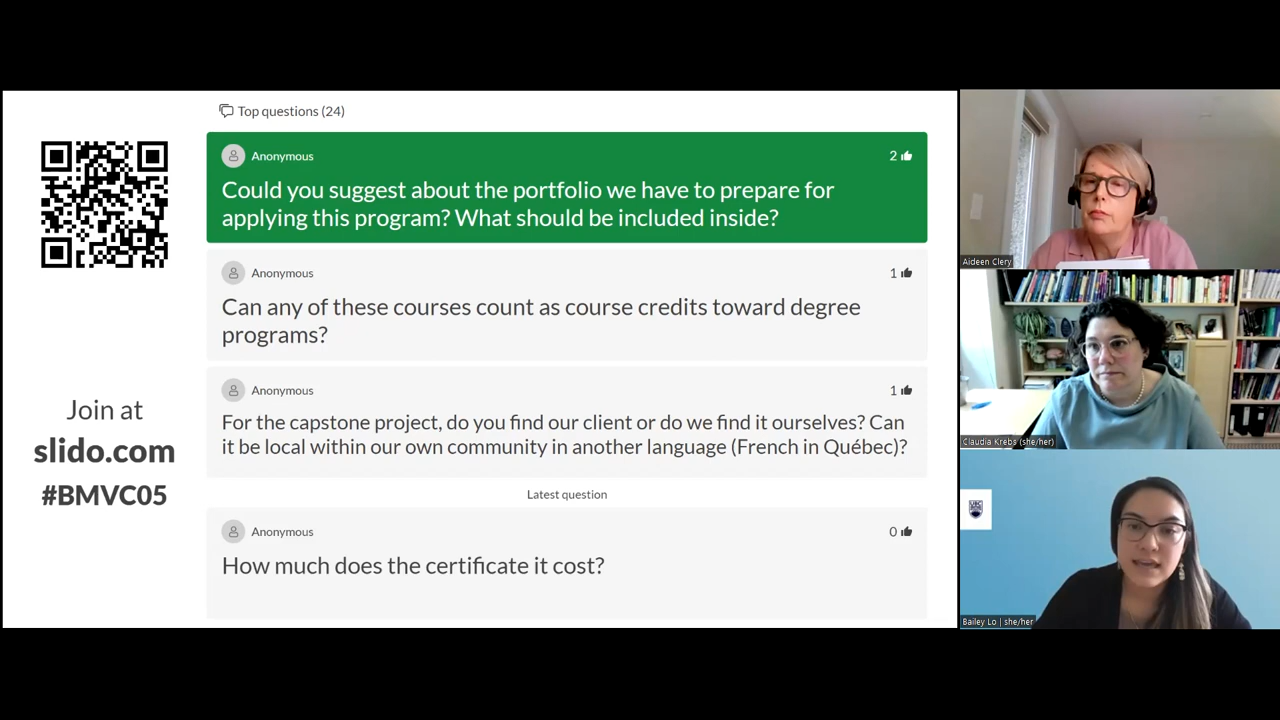 Top questions (24)
Anonymous
2
Could you suggest about the portfolio we have to prepare for
applying this program? What should be included inside?
Anonymous
1
Can any of these courses count as course credits toward degree
programs?
Anonymous
1
For the capstone project, do you find our client or do we find it ourselves? Can
it be local within our own community in another language (French in Québec)?
Latest question
Anonymous
0
How much does the certificate it cost?
Join at
slido.com
#BMVC05
Aideen Clery
Claudia Krebs (she/her)
UBC
Bailey Lo | she/her